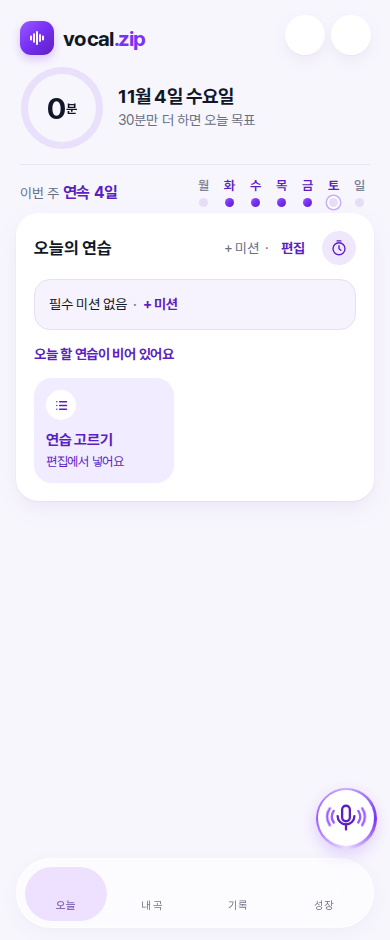 vocal.zip
0분
11월 4일 수요일
30분만 더 하면 오늘 목표
이번 주 연속 4일
월 화 수 목 금 토 일
오늘의 연습
+ 미션 · 편집
필수 미션 없음 · + 미션
오늘 할 연습이 비어 있어요
연습 고르기
편집에서 넣어요
오늘 내 곡 기록 성장